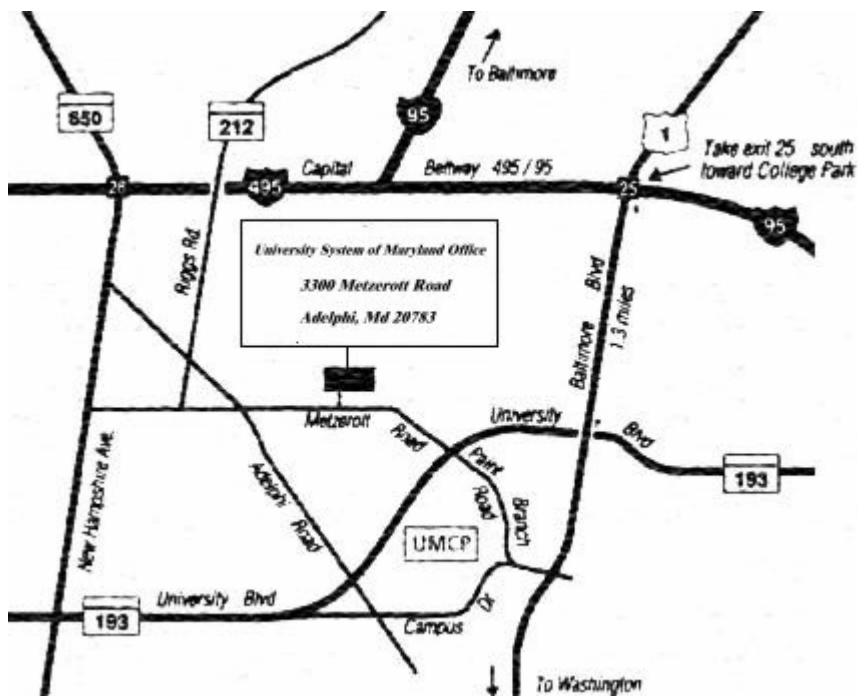 650
212
95
To Baltimore
1
Take exit 25 south
toward College Park
28
495
Capital Beltway 495 / 95
25
95
University System of Maryland Office
3300 Metzerott Road
Adelphi, Md 20783
Riggs Rd.
Baltimore Blvd
1.3 miles
Metzerott Road
University Blvd
193
New Hampshire Ave.
Adelphi Road
Paint Branch
Road
UMCP
193
University Blvd
Campus Dr
To Washington